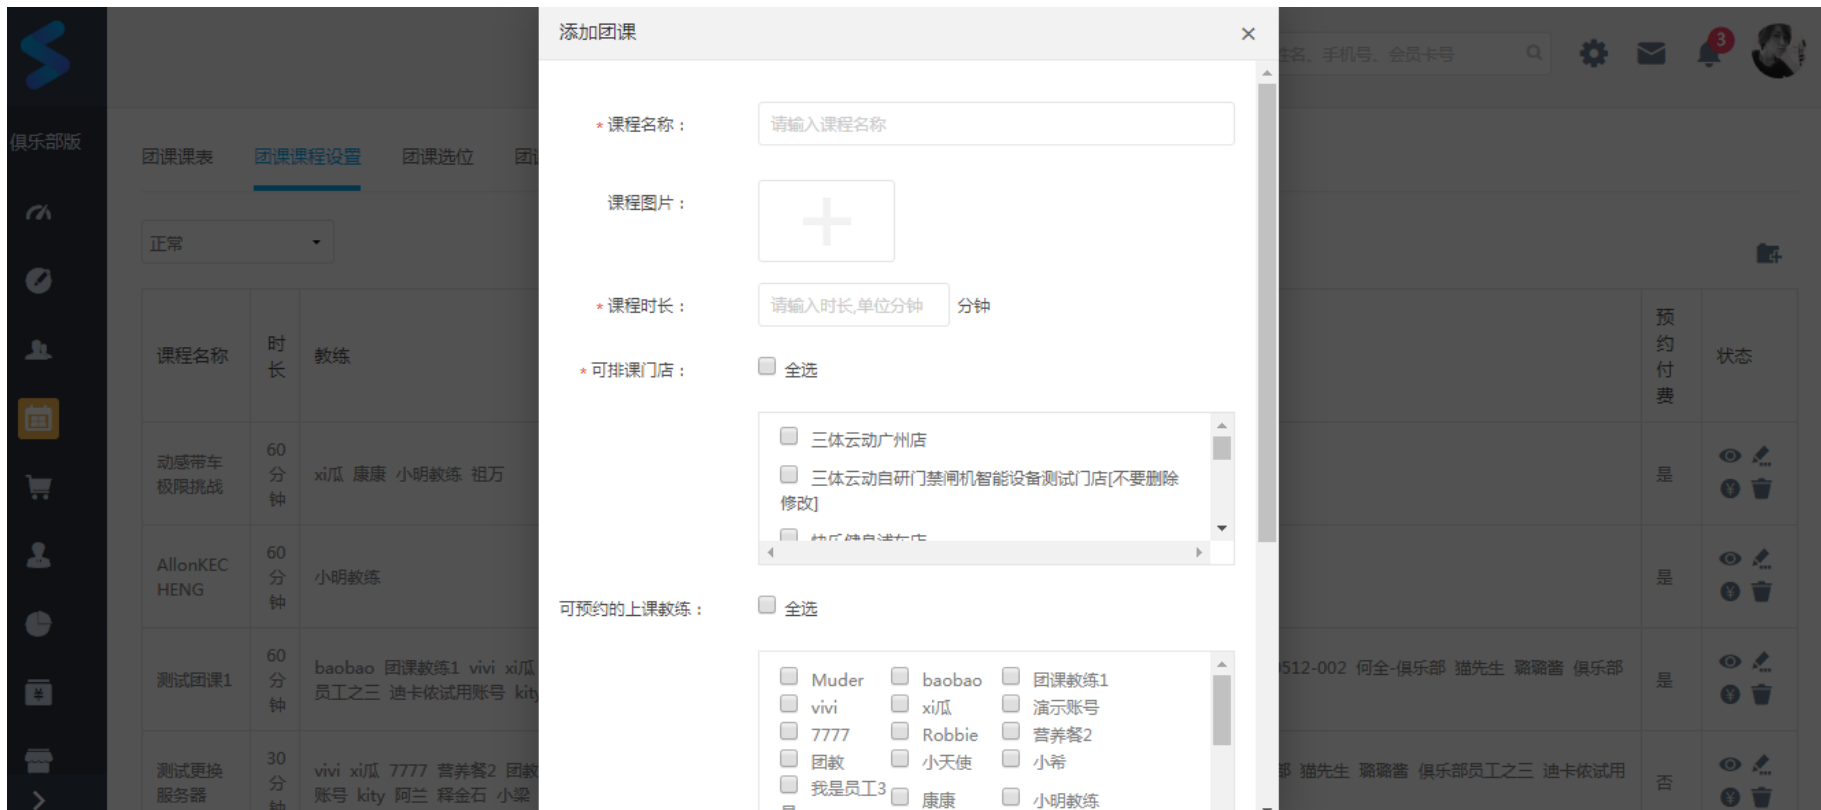 添加团课
×
姓名、手机号、会员卡号
3
俱乐部版
团课课表 团课课程设置 团课选位
正常
课程名称 时长 教练 预约付费 状态
动感带车极限挑战 60分钟 xi瓜 康康 小明教练 祖万 是
AllonKECHENG 60分钟 小明教练 是
测试团课1 60分钟 baobao 团课教练1 vivi xi瓜
512-002 何全-俱乐部 猫先生 璐璐酱 俱乐部 是
员工之三 迪卡侬试用账号 kity
测试更换服务器 30分钟 vivi xi瓜 7777 营养餐2 团教
猫先生 璐璐酱 俱乐部员工之三 迪卡侬试用 否
账号 kity 阿兰 释金石 小梁
*课程名称： 请输入课程名称
课程图片：
*课程时长： 请输入时长,单位分钟 分钟
*可排课门店： 全选
三体云动广州店
三体云动自研门禁闸机智能设备测试门店[不要删除
修改]
快乐健身浦东店
可预约的上课教练： 全选
Muder baobao 团课教练1
vivi xi瓜 演示账号
7777 Robbie 营养餐2
团教 小天使 小希
我是员工3
康康 小明教练